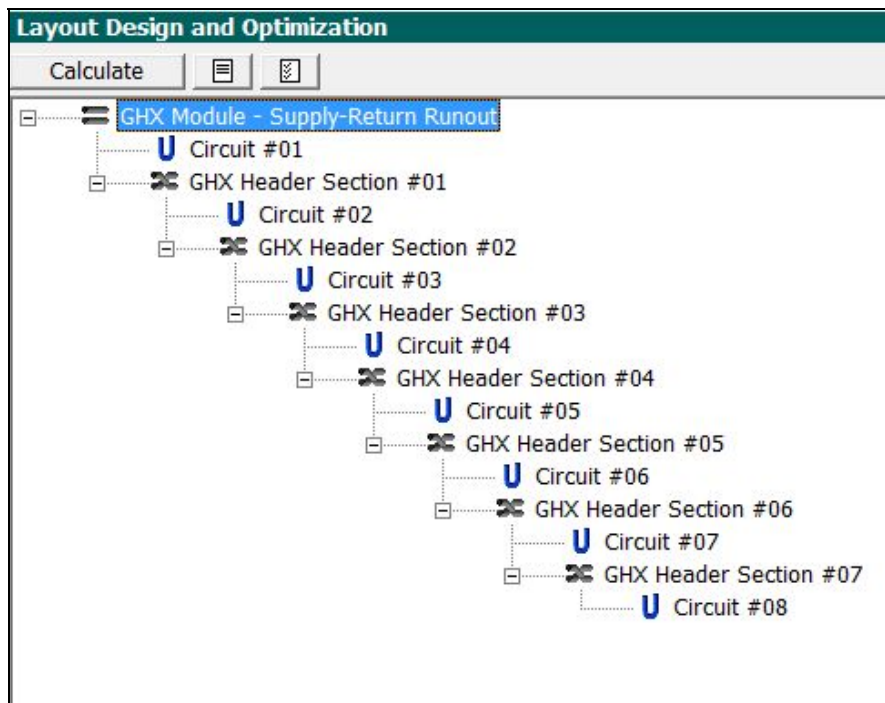 Layout Design and Optimization
Calculate
GHX Module - Supply-Return Runout
Circuit #01
GHX Header Section #01
Circuit #02
GHX Header Section #02
Circuit #03
GHX Header Section #03
Circuit #04
GHX Header Section #04
Circuit #05
GHX Header Section #05
Circuit #06
GHX Header Section #06
Circuit #07
GHX Header Section #07
Circuit #08